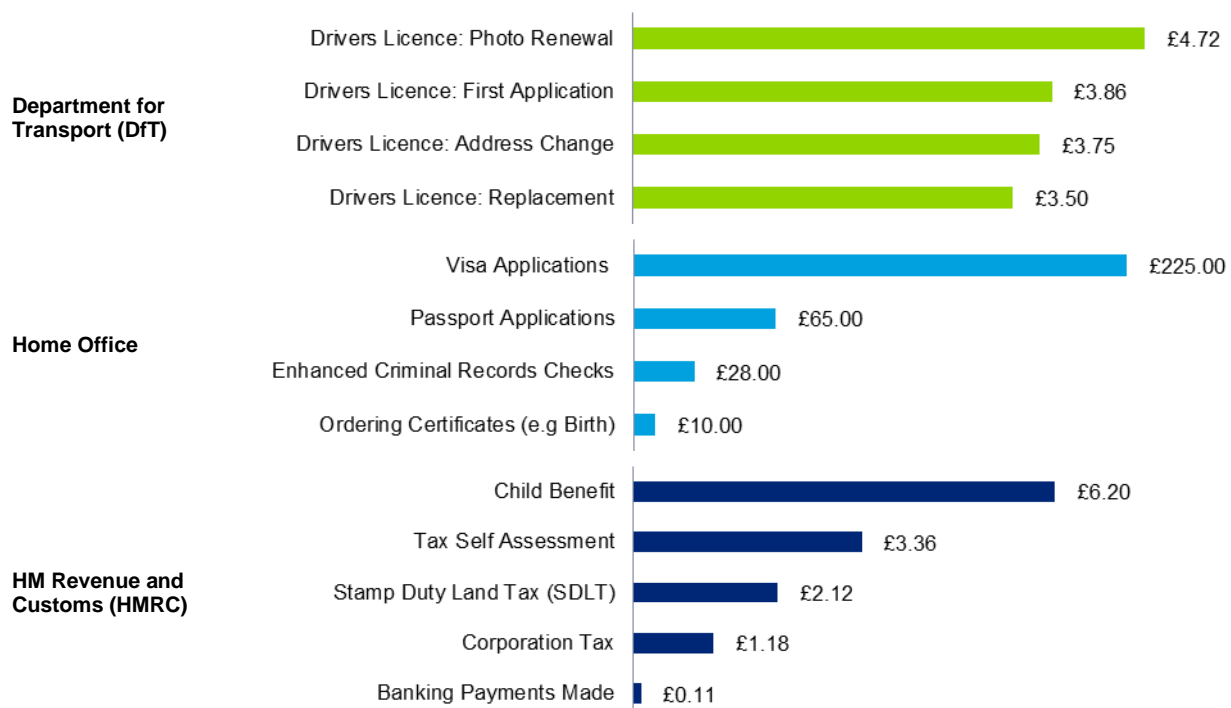 Department for
Transport (DfT)
Drivers Licence: Photo Renewal £4.72
Drivers Licence: First Application £3.86
Drivers Licence: Address Change £3.75
Drivers Licence: Replacement £3.50
Home Office
Visa Applications £225.00
Passport Applications £65.00
Enhanced Criminal Records Checks £28.00
Ordering Certificates (e.g Birth) £10.00
HM Revenue and
Customs (HMRC)
Child Benefit £6.20
Tax Self Assessment £3.36
Stamp Duty Land Tax (SDLT) £2.12
Corporation Tax £1.18
Banking Payments Made £0.11